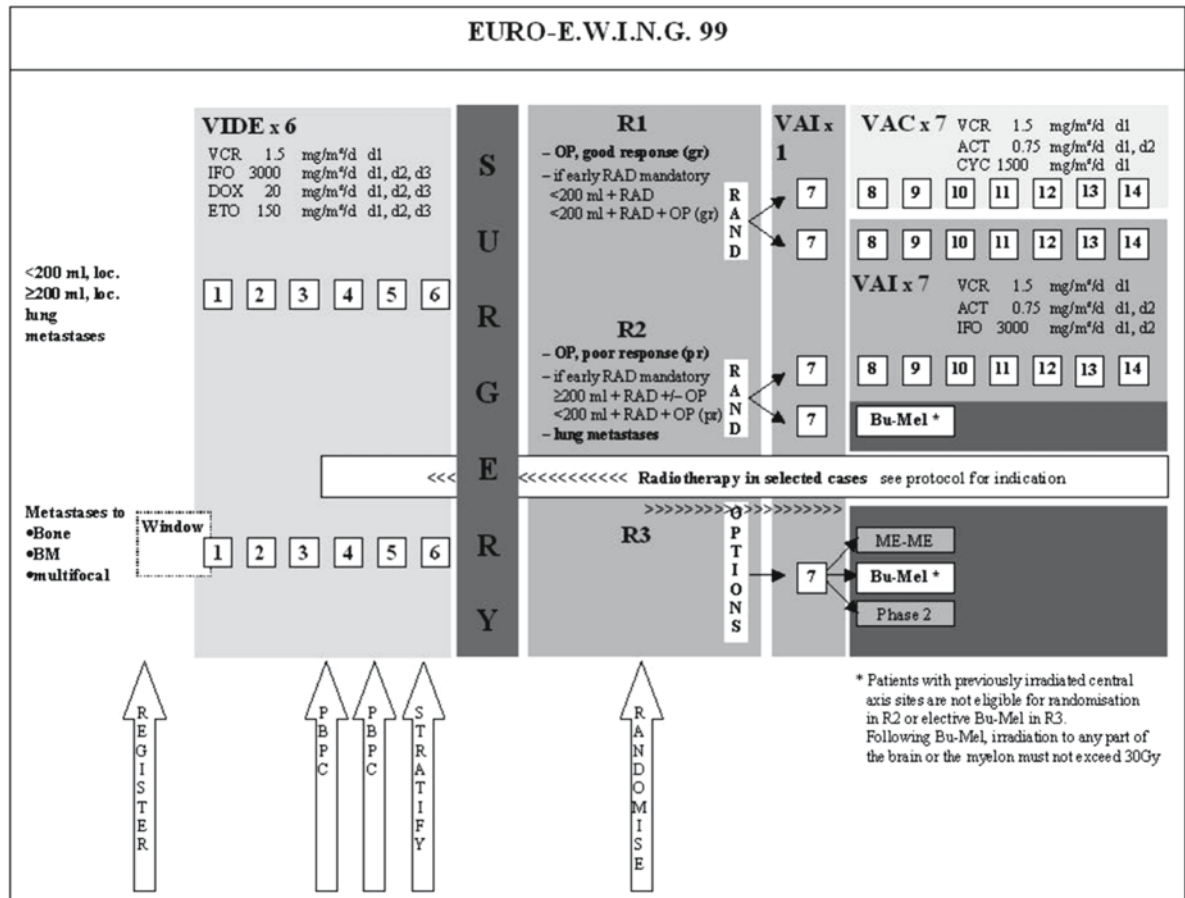 EURO-E.W.I.N.G. 99
VIDE x 6
VCR 1.5 mg/m²/d d1
IFO 3000 mg/m²/d d1, d2, d3
DOX 20 mg/m²/d d1, d2, d3
ETO 150 mg/m²/d d1, d2, d3
<200 ml, loc.
≥200 ml, loc.
lung
metastases
1 2 3 4 5 6
Metastases to
•Bone
•BM
•multifocal
Window
1 2 3 4 5 6
SURGERY
R1
– OP, good response (gr)
– if early RAD mandatory
<200 ml + RAD
<200 ml + RAD + OP (gr)
RAND
R2
– OP, poor response (pr)
– if early RAD mandatory
≥200 ml + RAD +/– OP
<200 ml + RAD + OP (pr)
– lung metastases
RAND
VAI x
1
7
7
7
7
VAC x 7 VCR 1.5 mg/m²/d d1
ACT 0.75 mg/m²/d d1, d2
CYC 1500 mg/m²/d d1
8 9 10 11 12 13 14
8 9 10 11 12 13 14
VAI x 7 VCR 1.5 mg/m²/d d1
ACT 0.75 mg/m²/d d1, d2
IFO 3000 mg/m²/d d1, d2
8 9 10 11 12 13 14
Bu-Mel *
<<< <<<<<<<<<<< Radiotherapy in selected cases see protocol for indication
>>>>>>>>>>>>>>>>>>>>
R3
OPTIONS
7
ME-ME
Bu-Mel *
Phase 2
* Patients with previously irradiated central
axis sites are not eligible for randomisation
in R2 or elective Bu-Mel in R3.
Following Bu-Mel, irradiation to any part of
the brain or the myelon must not exceed 30Gy
REGISTER
PBPC
PBPC
STRATIFY
RANDOMISE